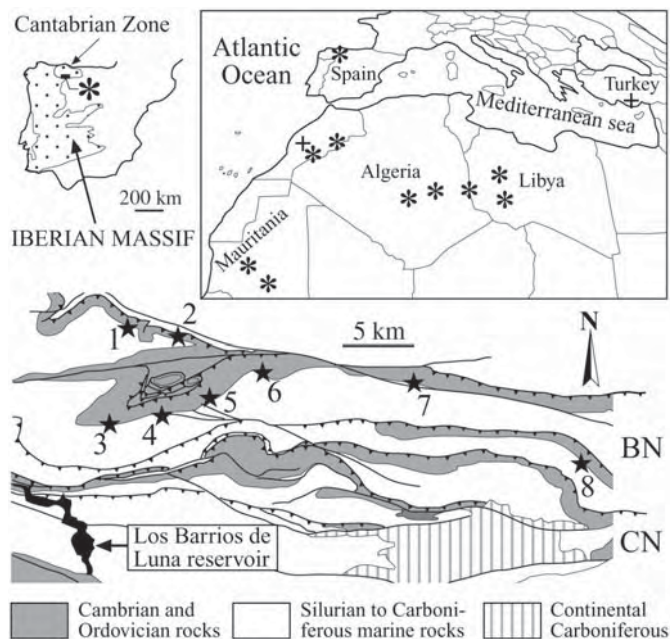 Cantabrian Zone
200 km
IBERIAN MASSIF
Atlantic
Ocean
Spain
Turkey
Mediterranean sea
Algeria
Libya
Mauritania
1
2
3
4
5
6
7
8
5 km
N
BN
CN
Los Barrios de
Luna reservoir
Cambrian and
Ordovician rocks
Silurian to Carboni-
ferous marine rocks
Continental
Carboniferous